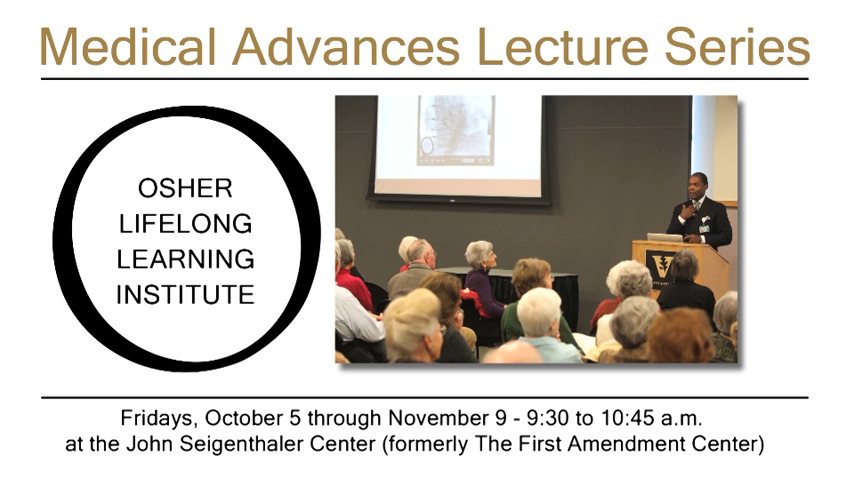 Medical Advances Lecture Series
OSHER
LIFELONG
LEARNING
INSTITUTE
V
Fridays, October 5 through November 9 - 9:30 to 10:45 a.m.
at the John Seigenthaler Center (formerly The First Amendment Center)